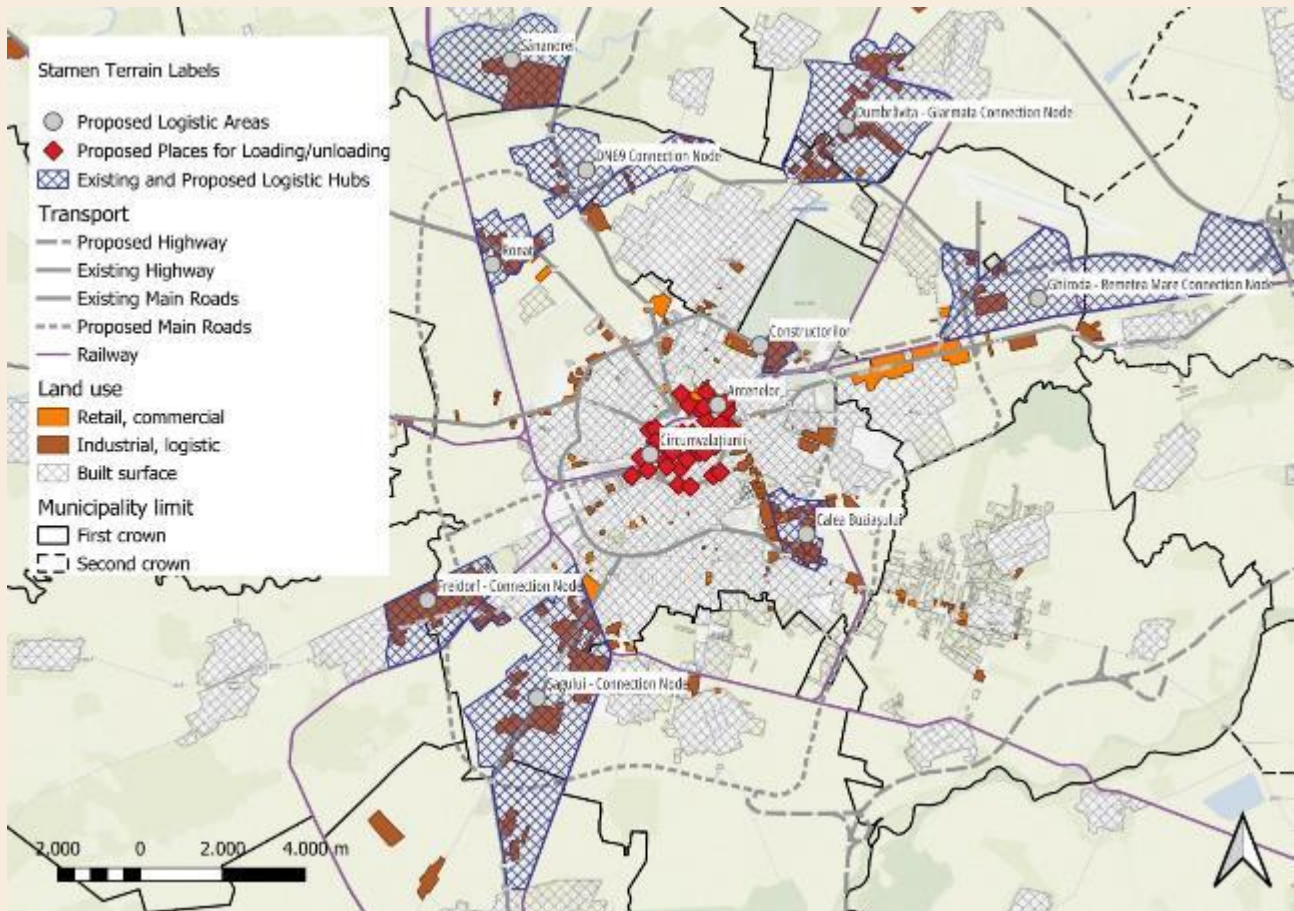 Stamen Terrain Labels
Proposed Logistic Areas
Proposed Places for Loading/unloading
Existing and Proposed Logistic Hubs
Transport
Proposed Highway
Existing Highway
Existing Main Roads
Proposed Main Roads
Railway
Land use
Retail, commercial
Industrial, logistic
Built surface
Municipality limit
First crown
Second crown
Sânandrei
Dumbrăvița - Giarmata Connection Node
DN69 Connection Node
Ronaț
Ghiroda - Remetea Mare Connection Node
Constructorilor
Antenelor
Circumvalațiunii
Calea Buziașului
Freidorf - Connection Node
Șagului - Connection Node
2.000 0 2.000 4.000 m